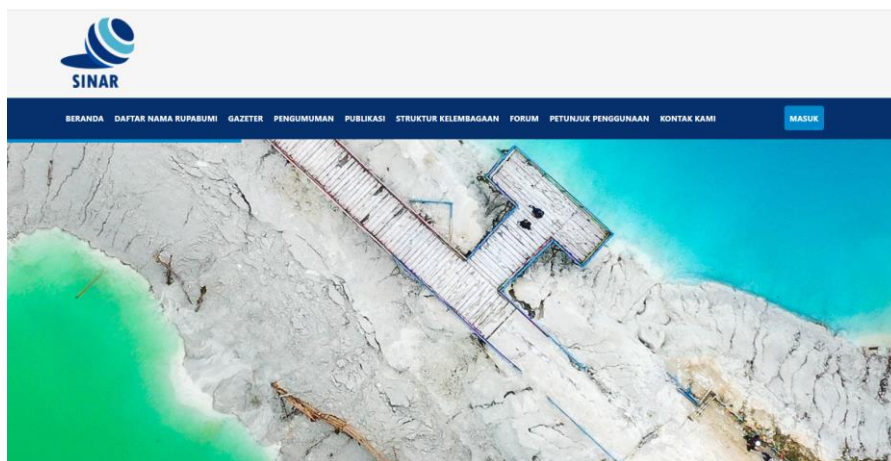 SINAR
BERANDA DAFTAR NAMA RUPABUMI GAZETER PENGUMUMAN PUBLIKASI STRUKTUR KELEMBAGAAN FORUM PETUNJUK PENGGUNAAN KONTAK KAMI MASUK